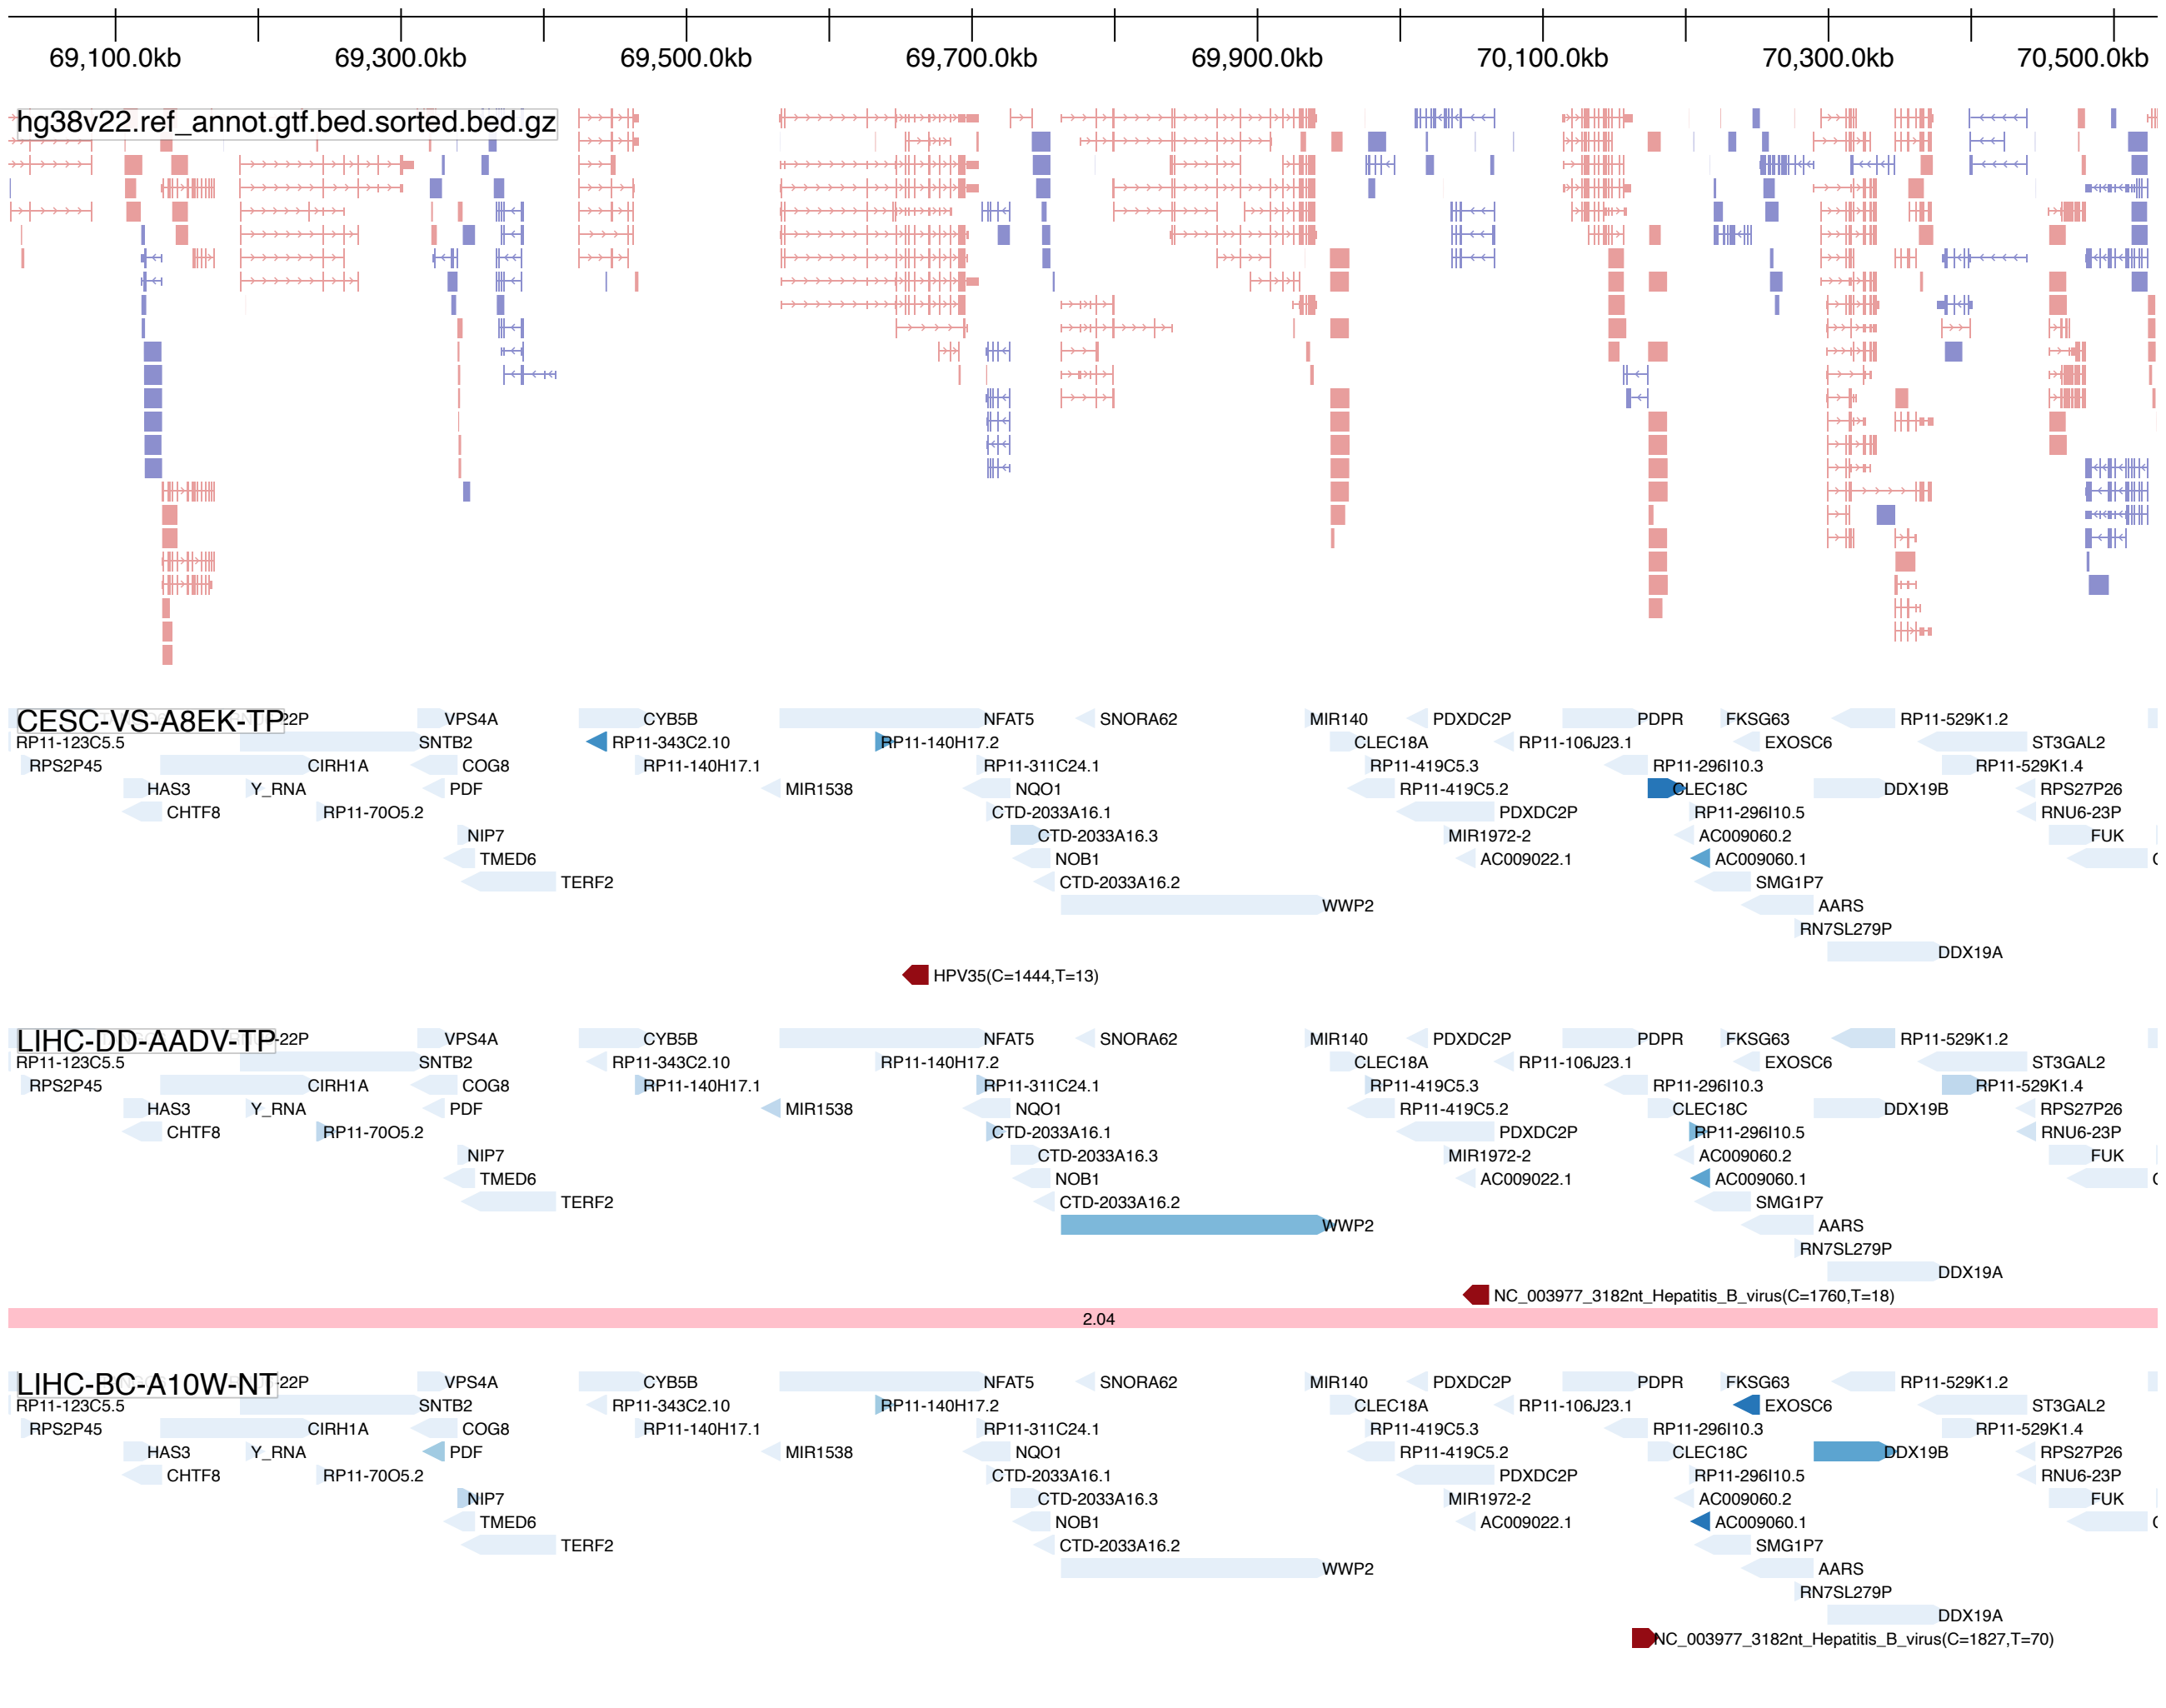 69,100.0kb 69,300.0kb 69,500.0kb 69,700.0kb 69,900.0kb 70,100.0kb 70,300.0kb 70,500.0kb
hg38v22.ref_annot.gtf.bed.sorted.bed.gz
CESC-VS-A8EK-TP 22P VPS4A CYB5B NFAT5 SNORA62 MIR140 PDXDC2P PDPR FKSG63 RP11-529K1.2
RP11-123C5.5 SNTB2 RP11-343C2.10 RP11-140H17.2 CLEC18A RP11-106J23.1 EXOSC6 ST3GAL2
RPS2P45 CIRH1A COG8 RP11-140H17.1 RP11-311C24.1 RP11-419C5.3 RP11-296I10.3 RP11-529K1.4
HAS3 Y_RNA PDF MIR1538 NQO1 RP11-419C5.2 CLEC18C DDX19B RPS27P26
CHTF8 RP11-70O5.2 CTD-2033A16.1 PDXDC2P RP11-296I10.5 RNU6-23P
NIP7 CTD-2033A16.3 MIR1972-2 AC009060.2 FUK
TMED6 NOB1 AC009022.1 AC009060.1
TERF2 CTD-2033A16.2 SMG1P7
WWP2 AARS
RN7SL279P
DDX19A
HPV35(C=1444,T=13)
LIHC-DD-AADV-TP -22P VPS4A CYB5B NFAT5 SNORA62 MIR140 PDXDC2P PDPR FKSG63 RP11-529K1.2
RP11-123C5.5 SNTB2 RP11-343C2.10 RP11-140H17.2 CLEC18A RP11-106J23.1 EXOSC6 ST3GAL2
RPS2P45 CIRH1A COG8 RP11-140H17.1 RP11-311C24.1 RP11-419C5.3 RP11-296I10.3 RP11-529K1.4
HAS3 Y_RNA PDF MIR1538 NQO1 RP11-419C5.2 CLEC18C DDX19B RPS27P26
CHTF8 RP11-70O5.2 CTD-2033A16.1 PDXDC2P RP11-296I10.5 RNU6-23P
NIP7 CTD-2033A16.3 MIR1972-2 AC009060.2 FUK
TMED6 NOB1 AC009022.1 AC009060.1
TERF2 CTD-2033A16.2 SMG1P7
WWP2 AARS
RN7SL279P
DDX19A
NC_003977_3182nt_Hepatitis_B_virus(C=1760,T=18)
2.04
LIHC-BC-A10W-NT -22P VPS4A CYB5B NFAT5 SNORA62 MIR140 PDXDC2P PDPR FKSG63 RP11-529K1.2
RP11-123C5.5 SNTB2 RP11-343C2.10 RP11-140H17.2 CLEC18A RP11-106J23.1 EXOSC6 ST3GAL2
RPS2P45 CIRH1A COG8 RP11-140H17.1 RP11-311C24.1 RP11-419C5.3 RP11-296I10.3 RP11-529K1.4
HAS3 Y_RNA PDF MIR1538 NQO1 RP11-419C5.2 CLEC18C DDX19B RPS27P26
CHTF8 RP11-70O5.2 CTD-2033A16.1 PDXDC2P RP11-296I10.5 RNU6-23P
NIP7 CTD-2033A16.3 MIR1972-2 AC009060.2 FUK
TMED6 NOB1 AC009022.1 AC009060.1
TERF2 CTD-2033A16.2 SMG1P7
WWP2 AARS
RN7SL279P
DDX19A
NC_003977_3182nt_Hepatitis_B_virus(C=1827,T=70)